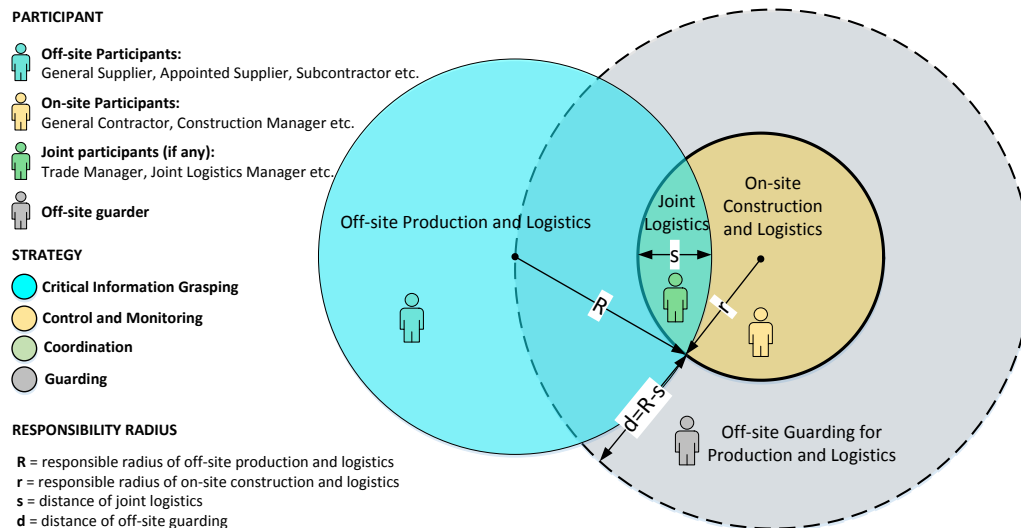 PARTICIPANT
Off-site Participants:
General Supplier, Appointed Supplier, Subcontractor etc.
On-site Participants:
General Contractor, Construction Manager etc.
Joint participants (if any):
Trade Manager, Joint Logistics Manager etc.
Off-site guarder
STRATEGY
Critical Information Grasping
Control and Monitoring
Coordination
Guarding
RESPONSIBILITY RADIUS
R = responsible radius of off-site production and logistics
r = responsible radius of on-site construction and logistics
s = distance of joint logistics
d = distance of off-site guarding
Off-site Production and Logistics
Joint
Logistics
On-site
Construction
and Logistics
s
R
r
d=R-s
Off-site Guarding for
Production and Logistics